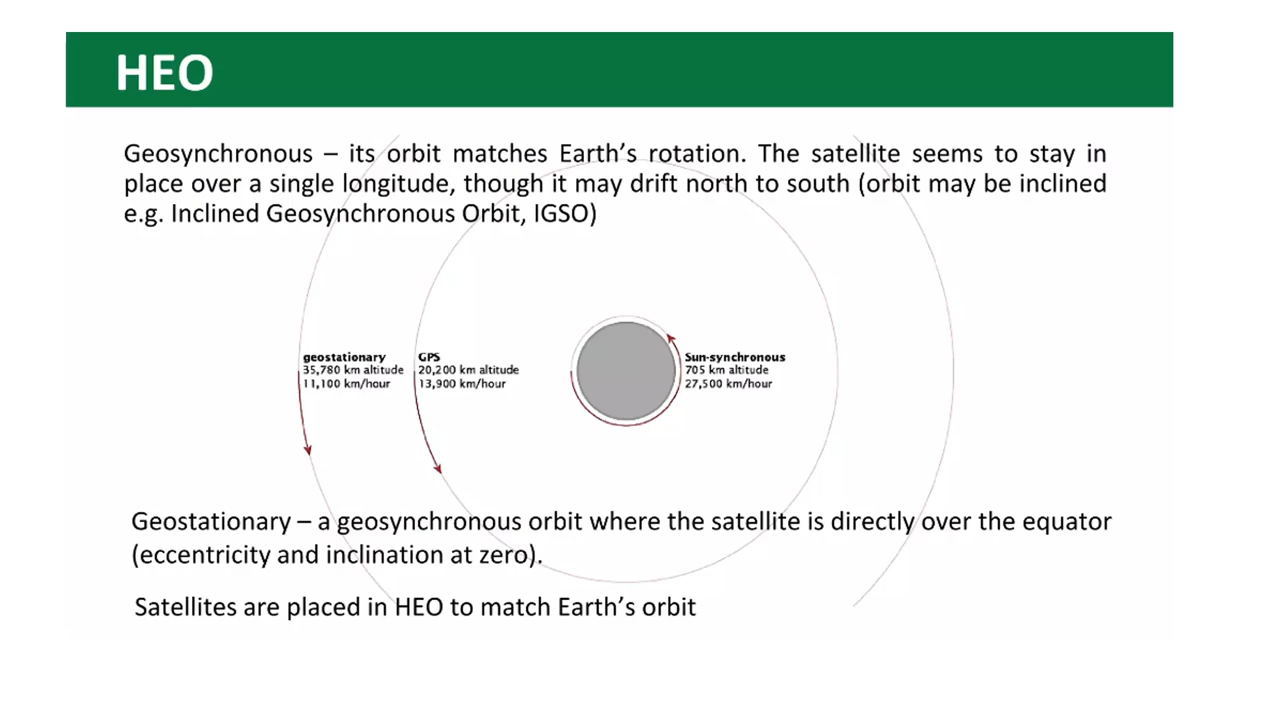 HEO
Geosynchronous – its orbit matches Earth’s rotation. The satellite seems to stay in
place over a single longitude, though it may drift north to south (orbit may be inclined
e.g. Inclined Geosynchronous Orbit, IGSO)
geostationary
35,780 km altitude
11,100 km/hour
GPS
20,200 km altitude
13,900 km/hour
Sun-synchronous
705 km altitude
27,500 km/hour
Geostationary – a geosynchronous orbit where the satellite is directly over the equator
(eccentricity and inclination at zero).
Satellites are placed in HEO to match Earth’s orbit